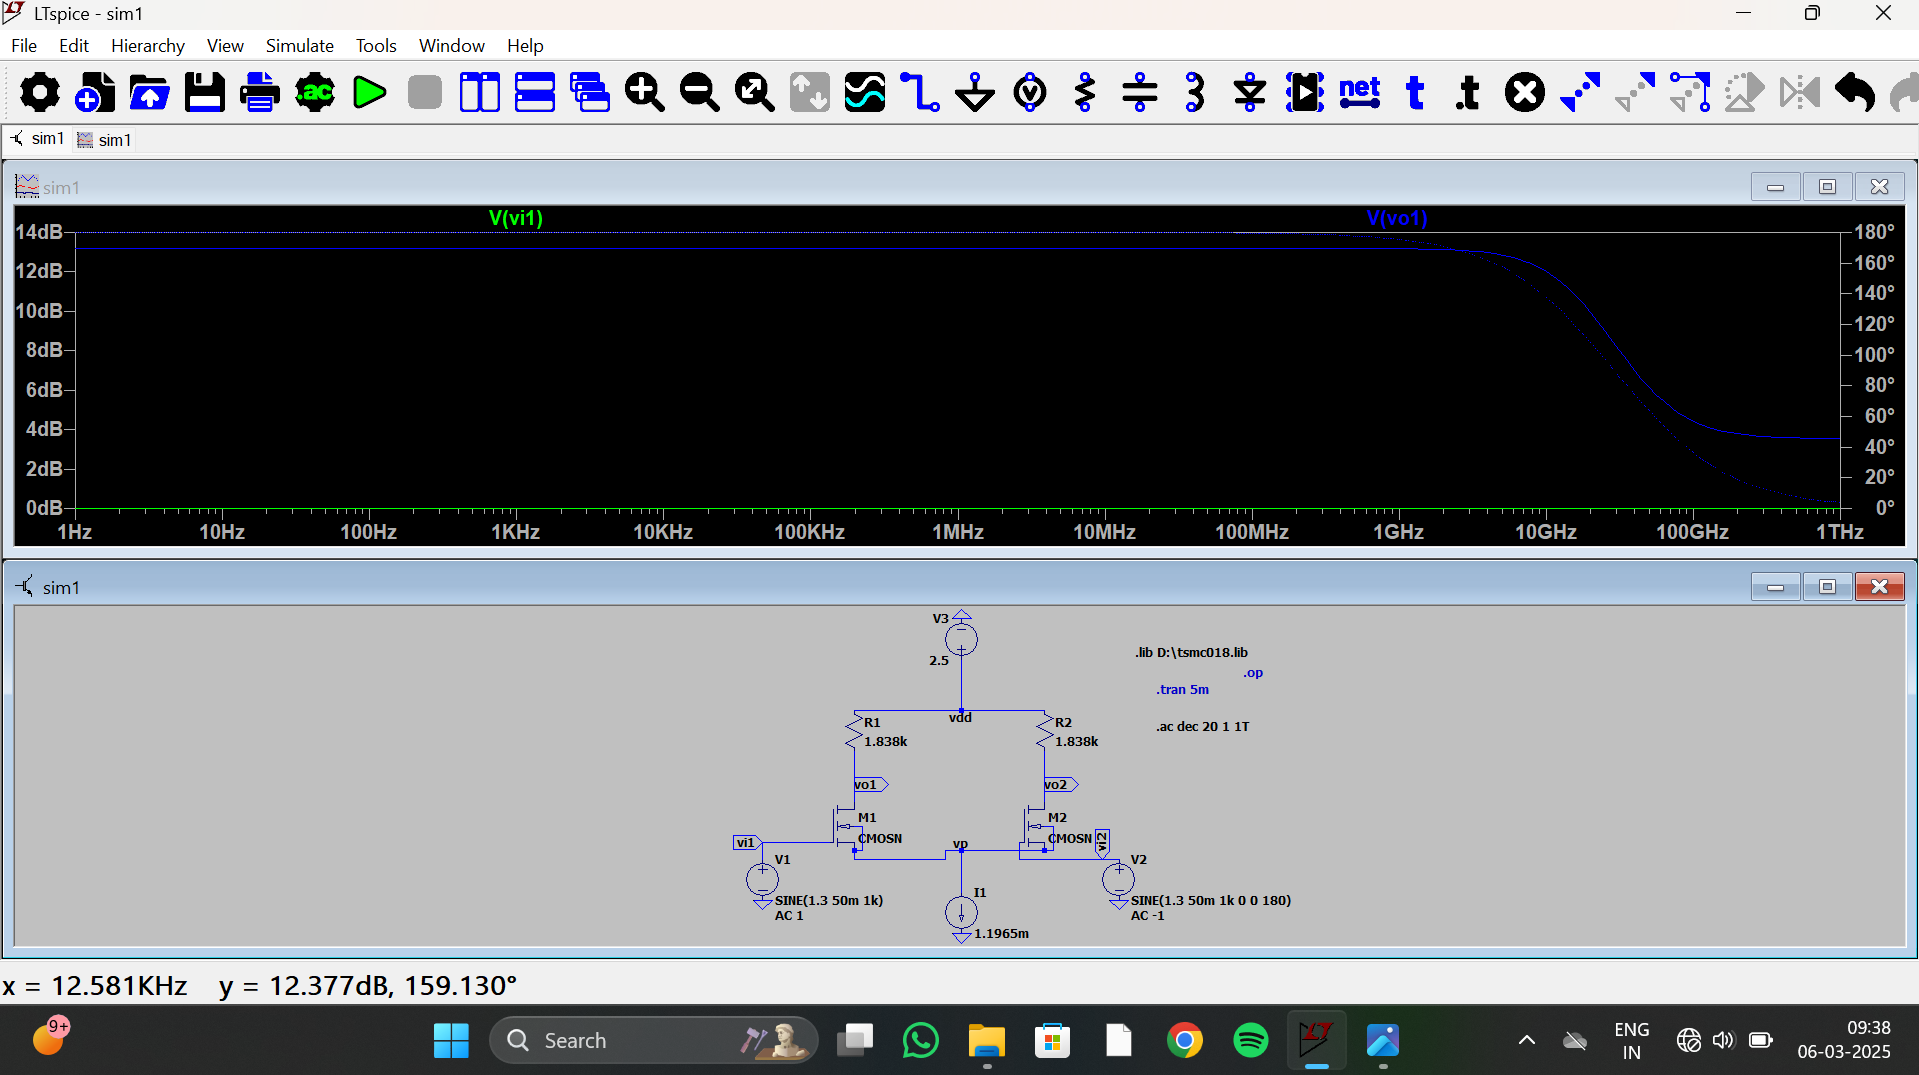 LTspice - sim1
File Edit Hierarchy View Simulate Tools Window Help
.ac net t .t
sim1 sim1
sim1
V(vi1) V(vo1)
14dB 180°
12dB 160°
10dB 140°
8dB 120°
6dB 100°
4dB 80°
2dB 60°
0dB 40°
20°
0°
1Hz 10Hz 100Hz 1KHz 10KHz 100KHz 1MHz 10MHz 100MHz 1GHz 10GHz 100GHz 1THz
sim1
V3
2.5
.lib D:\tsmc018.lib
.op
.tran 5m
.ac dec 20 1 1T
vdd
R1
1.838k
R2
1.838k
vo1
vo2
M1
CMOSN
M2
CMOSN
vi1
vp
vi2
V1
SINE(1.3 50m 1k)
AC 1
V2
SINE(1.3 50m 1k 0 0 180)
AC -1
I1
1.1965m
x = 12.581KHz y = 12.377dB, 159.130°
9+
Search
ENG
IN
09:38
06-03-2025